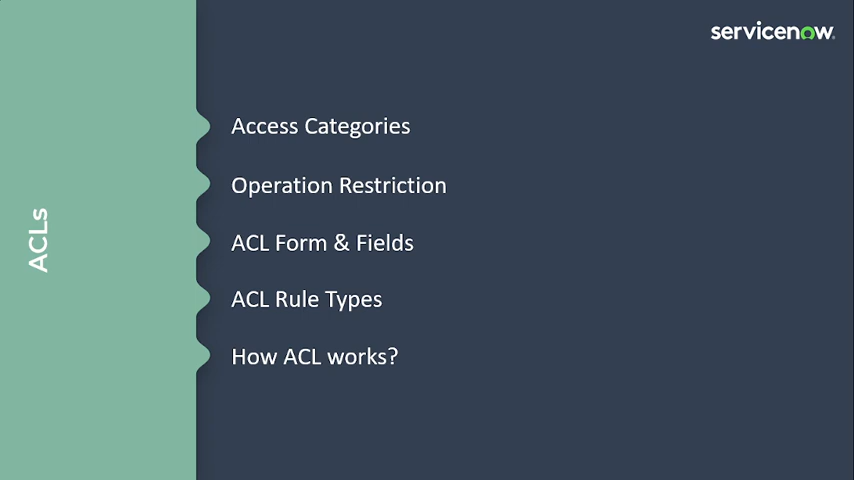 servicenow
Access Categories
Operation Restriction
ACL Form & Fields
ACL Rule Types
How ACL works?
ACLs